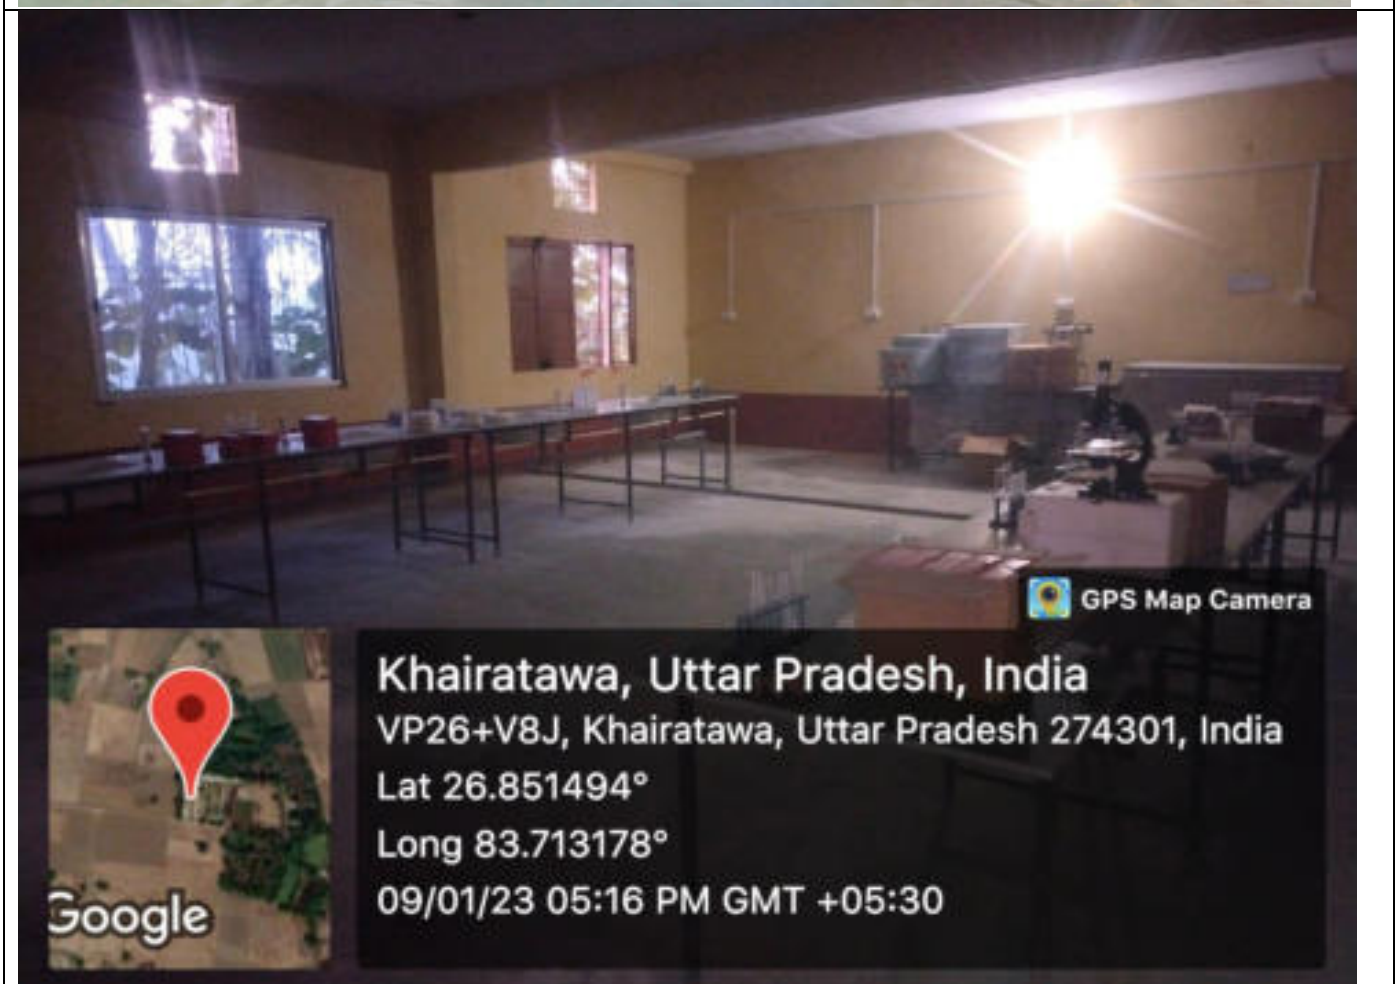 GPS Map Camera
Khairatawa, Uttar Pradesh, India
VP26+V8J, Khairatawa, Uttar Pradesh 274301, India
Lat 26.851494°
Long 83.713178°
09/01/23 05:16 PM GMT +05:30
Google